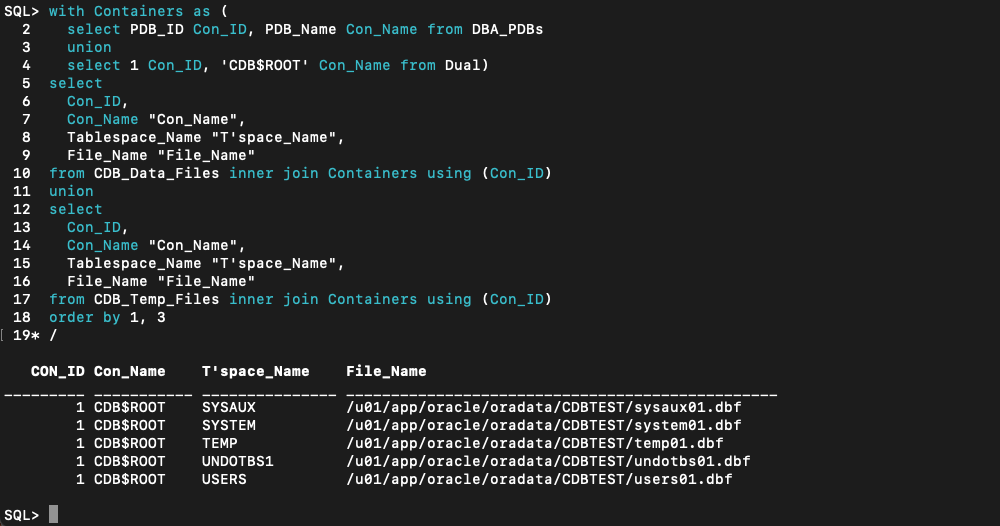 SQL> with Containers as (
  2    select PDB_ID Con_ID, PDB_Name Con_Name from DBA_PDBs
  3    union
  4    select 1 Con_ID, 'CDB$ROOT' Con_Name from Dual)
  5  select
  6    Con_ID,
  7    Con_Name "Con_Name",
  8    Tablespace_Name "T'space_Name",
  9    File_Name "File_Name"
 10  from CDB_Data_Files inner join Containers using (Con_ID)
 11  union
 12  select
 13    Con_ID,
 14    Con_Name "Con_Name",
 15    Tablespace_Name "T'space_Name",
 16    File_Name "File_Name"
 17  from CDB_Temp_Files inner join Containers using (Con_ID)
 18  order by 1, 3
[ 19* /
   CON_ID Con_Name    T'space_Name    File_Name
_________ ___________ _______________ ________________________________________________
        1 CDB$ROOT    SYSAUX          /u01/app/oracle/oradata/CDBTEST/sysaux01.dbf
        1 CDB$ROOT    SYSTEM          /u01/app/oracle/oradata/CDBTEST/system01.dbf
        1 CDB$ROOT    TEMP            /u01/app/oracle/oradata/CDBTEST/temp01.dbf
        1 CDB$ROOT    UNDOTBS1        /u01/app/oracle/oradata/CDBTEST/undotbs01.dbf
        1 CDB$ROOT    USERS           /u01/app/oracle/oradata/CDBTEST/users01.dbf
SQL>